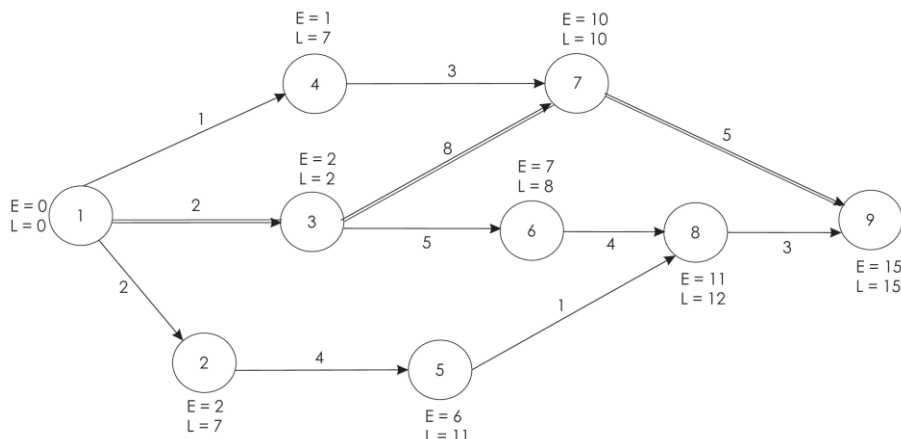 E = 1
L = 7
E = 10
L = 10
4
3
7
1
8
5
E = 0
L = 0
1
2
E = 2
L = 2
3
E = 7
L = 8
5
6
4
8
3
9
E = 11
L = 12
E = 15
L = 15
2
1
2
4
5
E = 2
L = 7
E = 6
L = 11